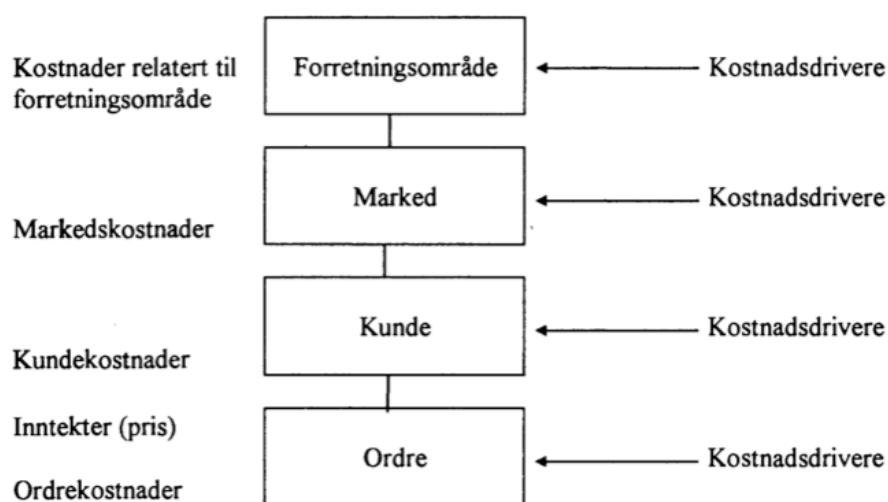 Kostnader relatert til
forretningsområde
Forretningsområde
Kostnadsdrivere
Markedskostnader
Marked
Kostnadsdrivere
Kundekostnader
Kunde
Kostnadsdrivere
Inntekter (pris)
Ordrekostnader
Ordre
Kostnadsdrivere